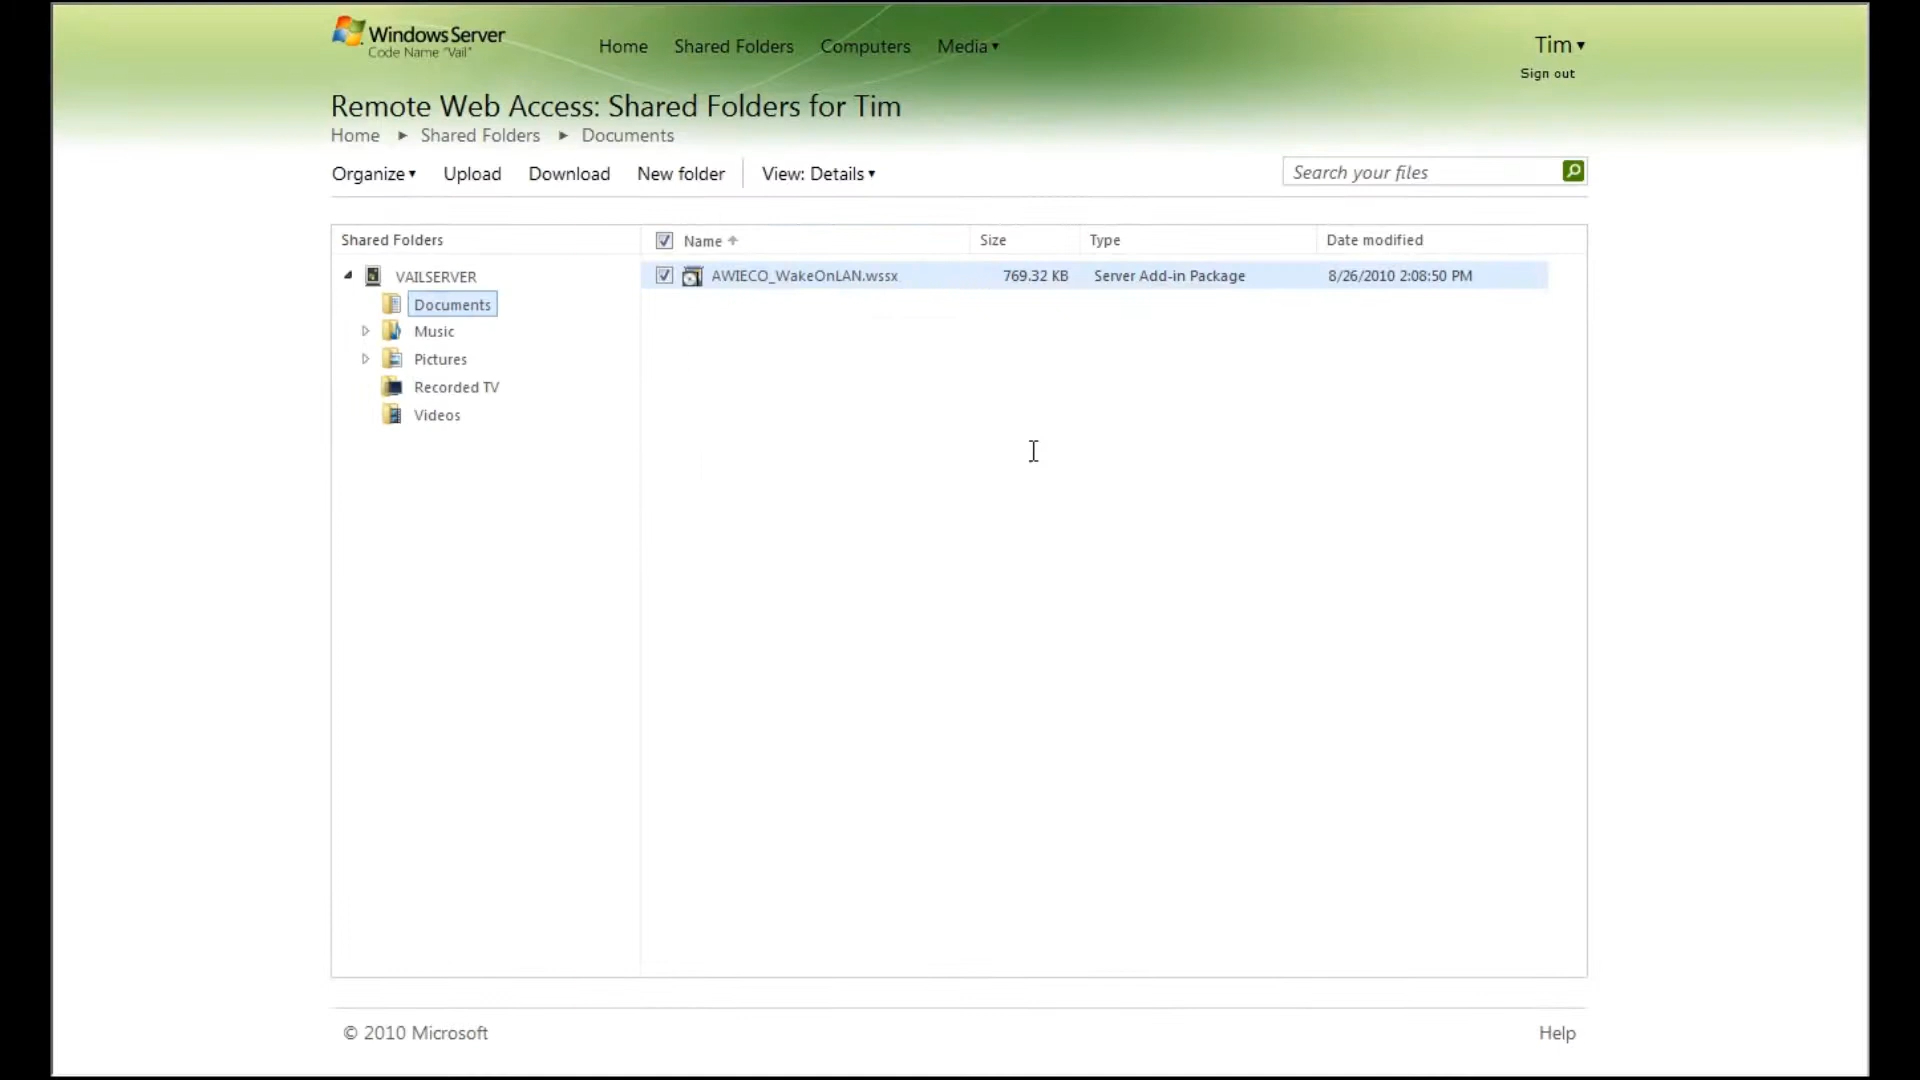 Windows Server
Code Name "Vail"
Home Shared Folders Computers Media
Tim
Sign out
Remote Web Access: Shared Folders for Tim
Home Shared Folders Documents
Organize Upload Download New folder View: Details
Search your files
Shared Folders
Name Size Type Date modified
VAILSERVER
AWIECO_WakeOnLAN.wssx 769.32 KB Server Add-in Package 8/26/2010 2:08:50 PM
Documents
Music
Pictures
Recorded TV
Videos
© 2010 Microsoft
Help